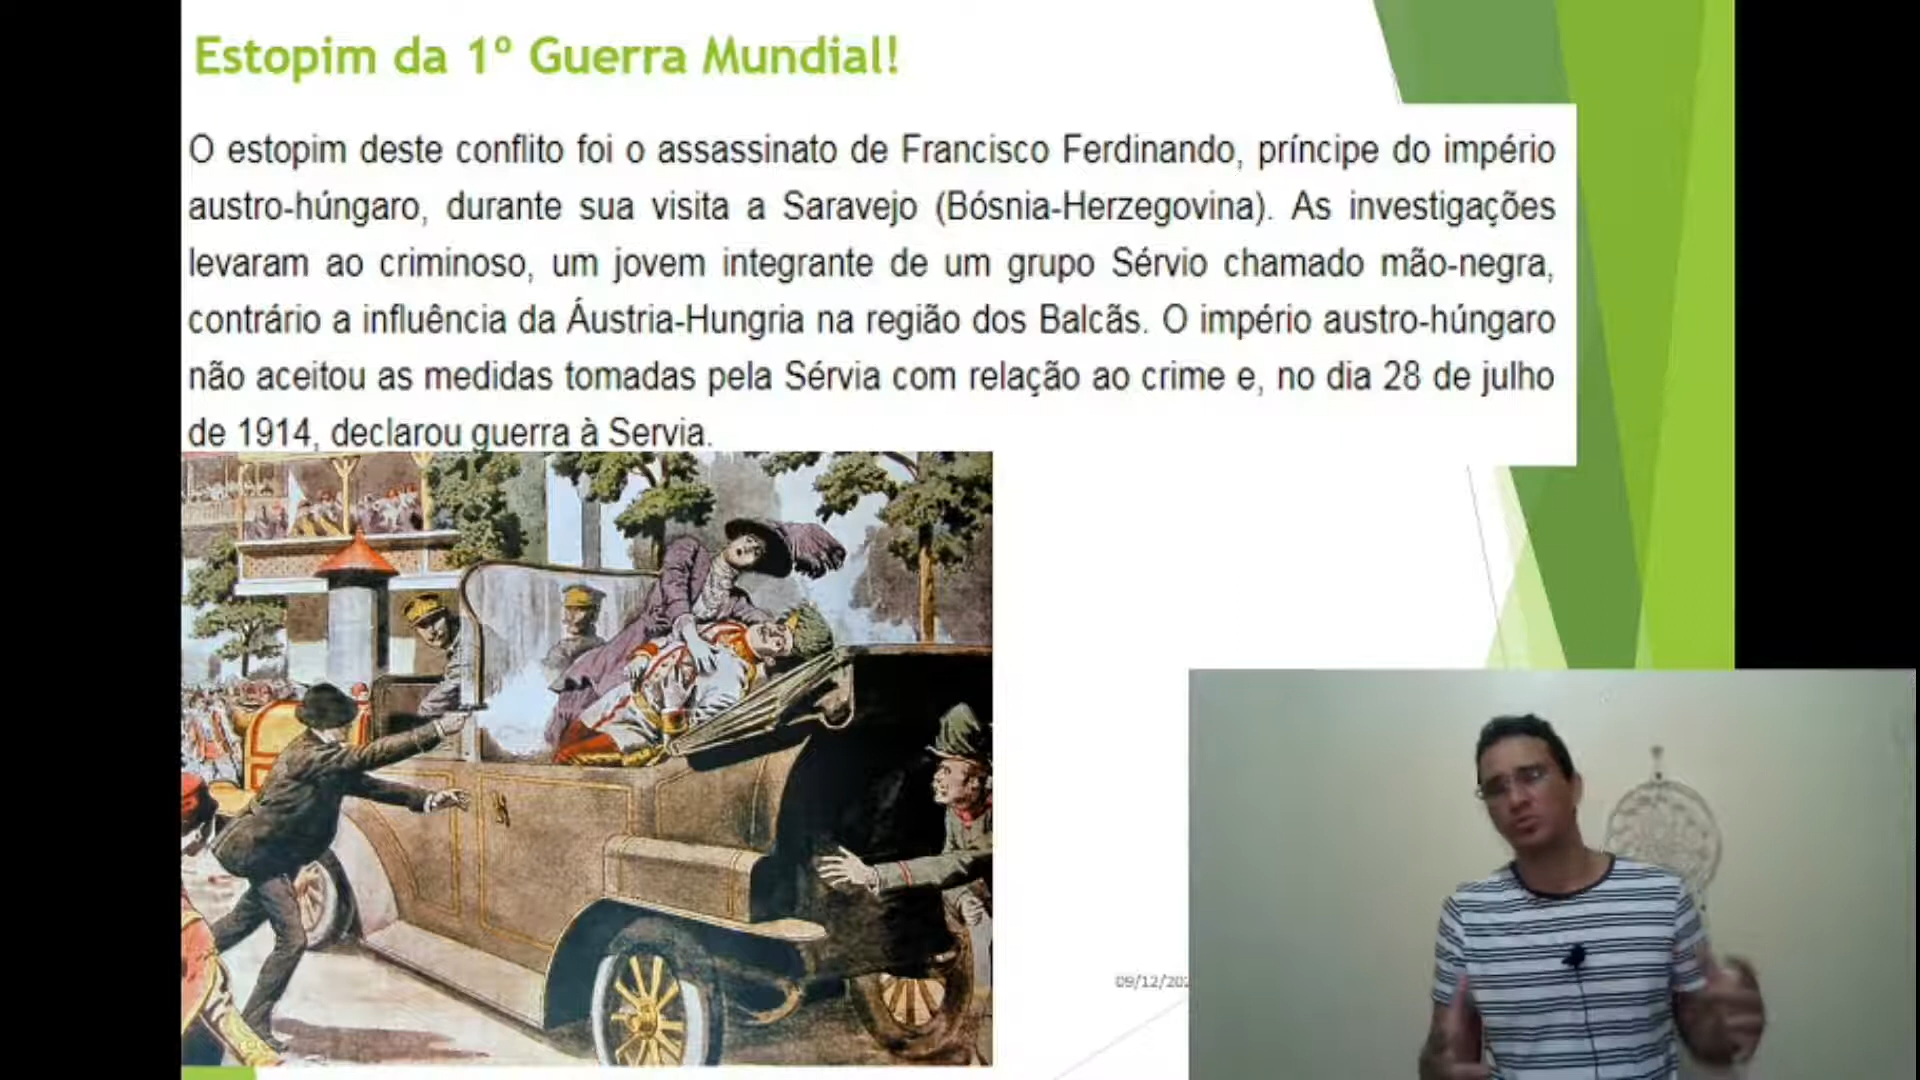 Estopim da 1º Guerra Mundial!
O estopim deste conflito foi o assassinato de Francisco Ferdinando, príncipe do império
austro-húngaro, durante sua visita a Saravejo (Bósnia-Herzegovina). As investigações
levaram ao criminoso, um jovem integrante de um grupo Sérvio chamado mão-negra,
contrário a influência da Áustria-Hungria na região dos Balcãs. O império austro-húngaro
não aceitou as medidas tomadas pela Sérvia com relação ao crime e, no dia 28 de julho
de 1914, declarou guerra à Servia.